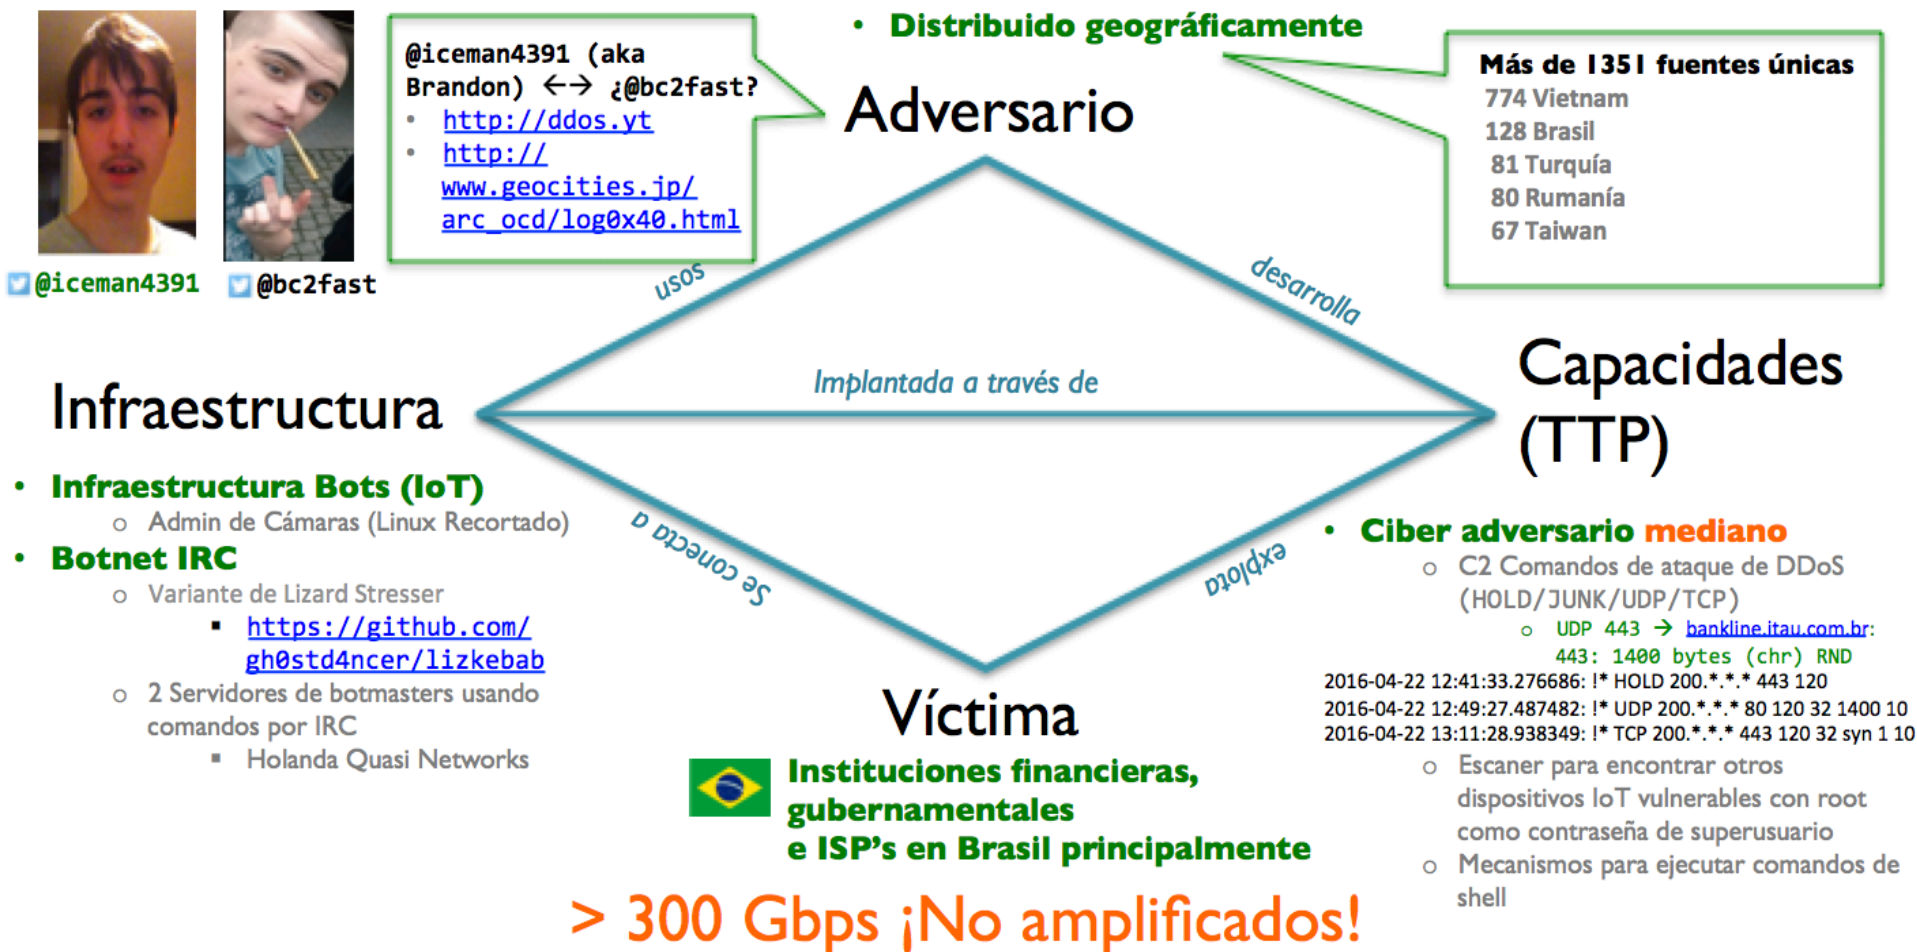 • Distribuido geográficamente
@iceman4391 (aka
Brandon) ←→ ¿@bc2fast?
• http://ddos.yt
• http://
www.geocities.jp/
arc_ocd/log0x40.html
@iceman4391
@bc2fast
Adversario
Más de 1351 fuentes únicas
774 Vietnam
128 Brasil
81 Turquía
80 Rumanía
67 Taiwan
usos
desarrolla
Implantada a través de
Se conecta a
explota
Infraestructura
• Infraestructura Bots (IoT)
o Admin de Cámaras (Linux Recortado)
• Botnet IRC
o Variante de Lizard Stresser
▪ https://github.com/
gh0std4ncer/lizkebab
o 2 Servidores de botmasters usando
comandos por IRC
▪ Holanda Quasi Networks
Capacidades
(TTP)
• Ciber adversario mediano
o C2 Comandos de ataque de DDoS
(HOLD/JUNK/UDP/TCP)
o UDP 443 → bankline.itau.com.br:
443: 1400 bytes (chr) RND
2016-04-22 12:41:33.276686: !* HOLD 200.*.*.* 443 120
2016-04-22 12:49:27.487482: !* UDP 200.*.*.* 80 120 32 1400 10
2016-04-22 13:11:28.938349: !* TCP 200.*.*.* 443 120 32 syn 1 10
o Escaner para encontrar otros
dispositivos IoT vulnerables con root
como contraseña de superusuario
o Mecanismos para ejecutar comandos de
shell
Víctima
Instituciones financieras,
gubernamentales
e ISP's en Brasil principalmente
> 300 Gbps ¡No amplificados!